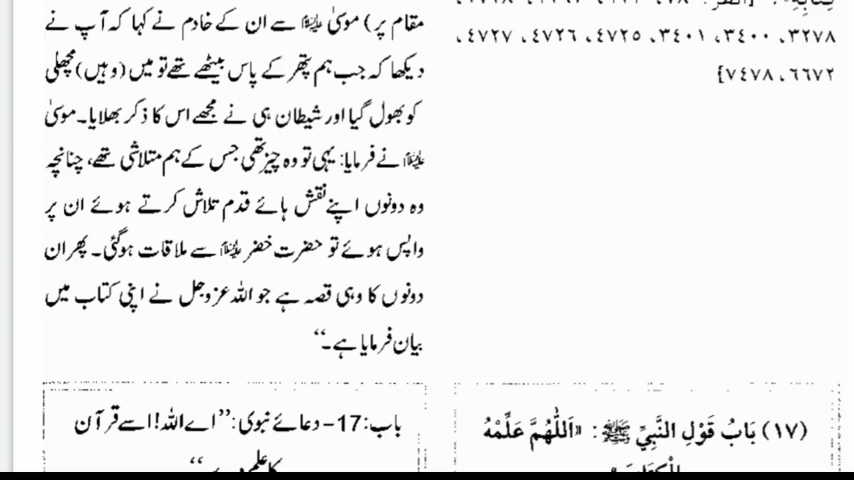 مقام پر) موسیٰ علیہ السلام سے ان کے خادم نے کہا کہ آپ نے
دیکھا کہ جب ہم پتھر کے پاس بیٹھے تھے تو میں (وہیں) مچھلی
کو بھول گیا اور شیطان ہی نے مجھے اس کا ذکر بھلایا۔ موسیٰ
علیہ السلام نے فرمایا: یہی تو وہ چیز تھی جس کے ہم متلاشی تھے، چنانچہ
وہ دونوں اپنے نقش ہائے قدم تلاش کرتے ہوئے ان پر
واپس ہوئے تو حضرت خضر علیہ السلام سے ملاقات ہوگئی۔ پھر ان
دونوں کا وہی قصہ ہے جو اللہ عزوجل نے اپنی کتاب میں
بیان فرمایا ہے۔‘‘
٣٢٧٨، ٣٤٠٠، ٣٤٠١، ٤٧٢٥، ٤٧٢٦، ٤٧٢٧،
٦٦٧٢، ٧٤٧٨]
(١٧) بَابُ قَوْلِ النَّبِيِّ ﷺ: «اَللّٰهُمَّ عَلِّمْهُ
باب:17- دعائے نبوی: ’’اے اللہ! اسے قرآن